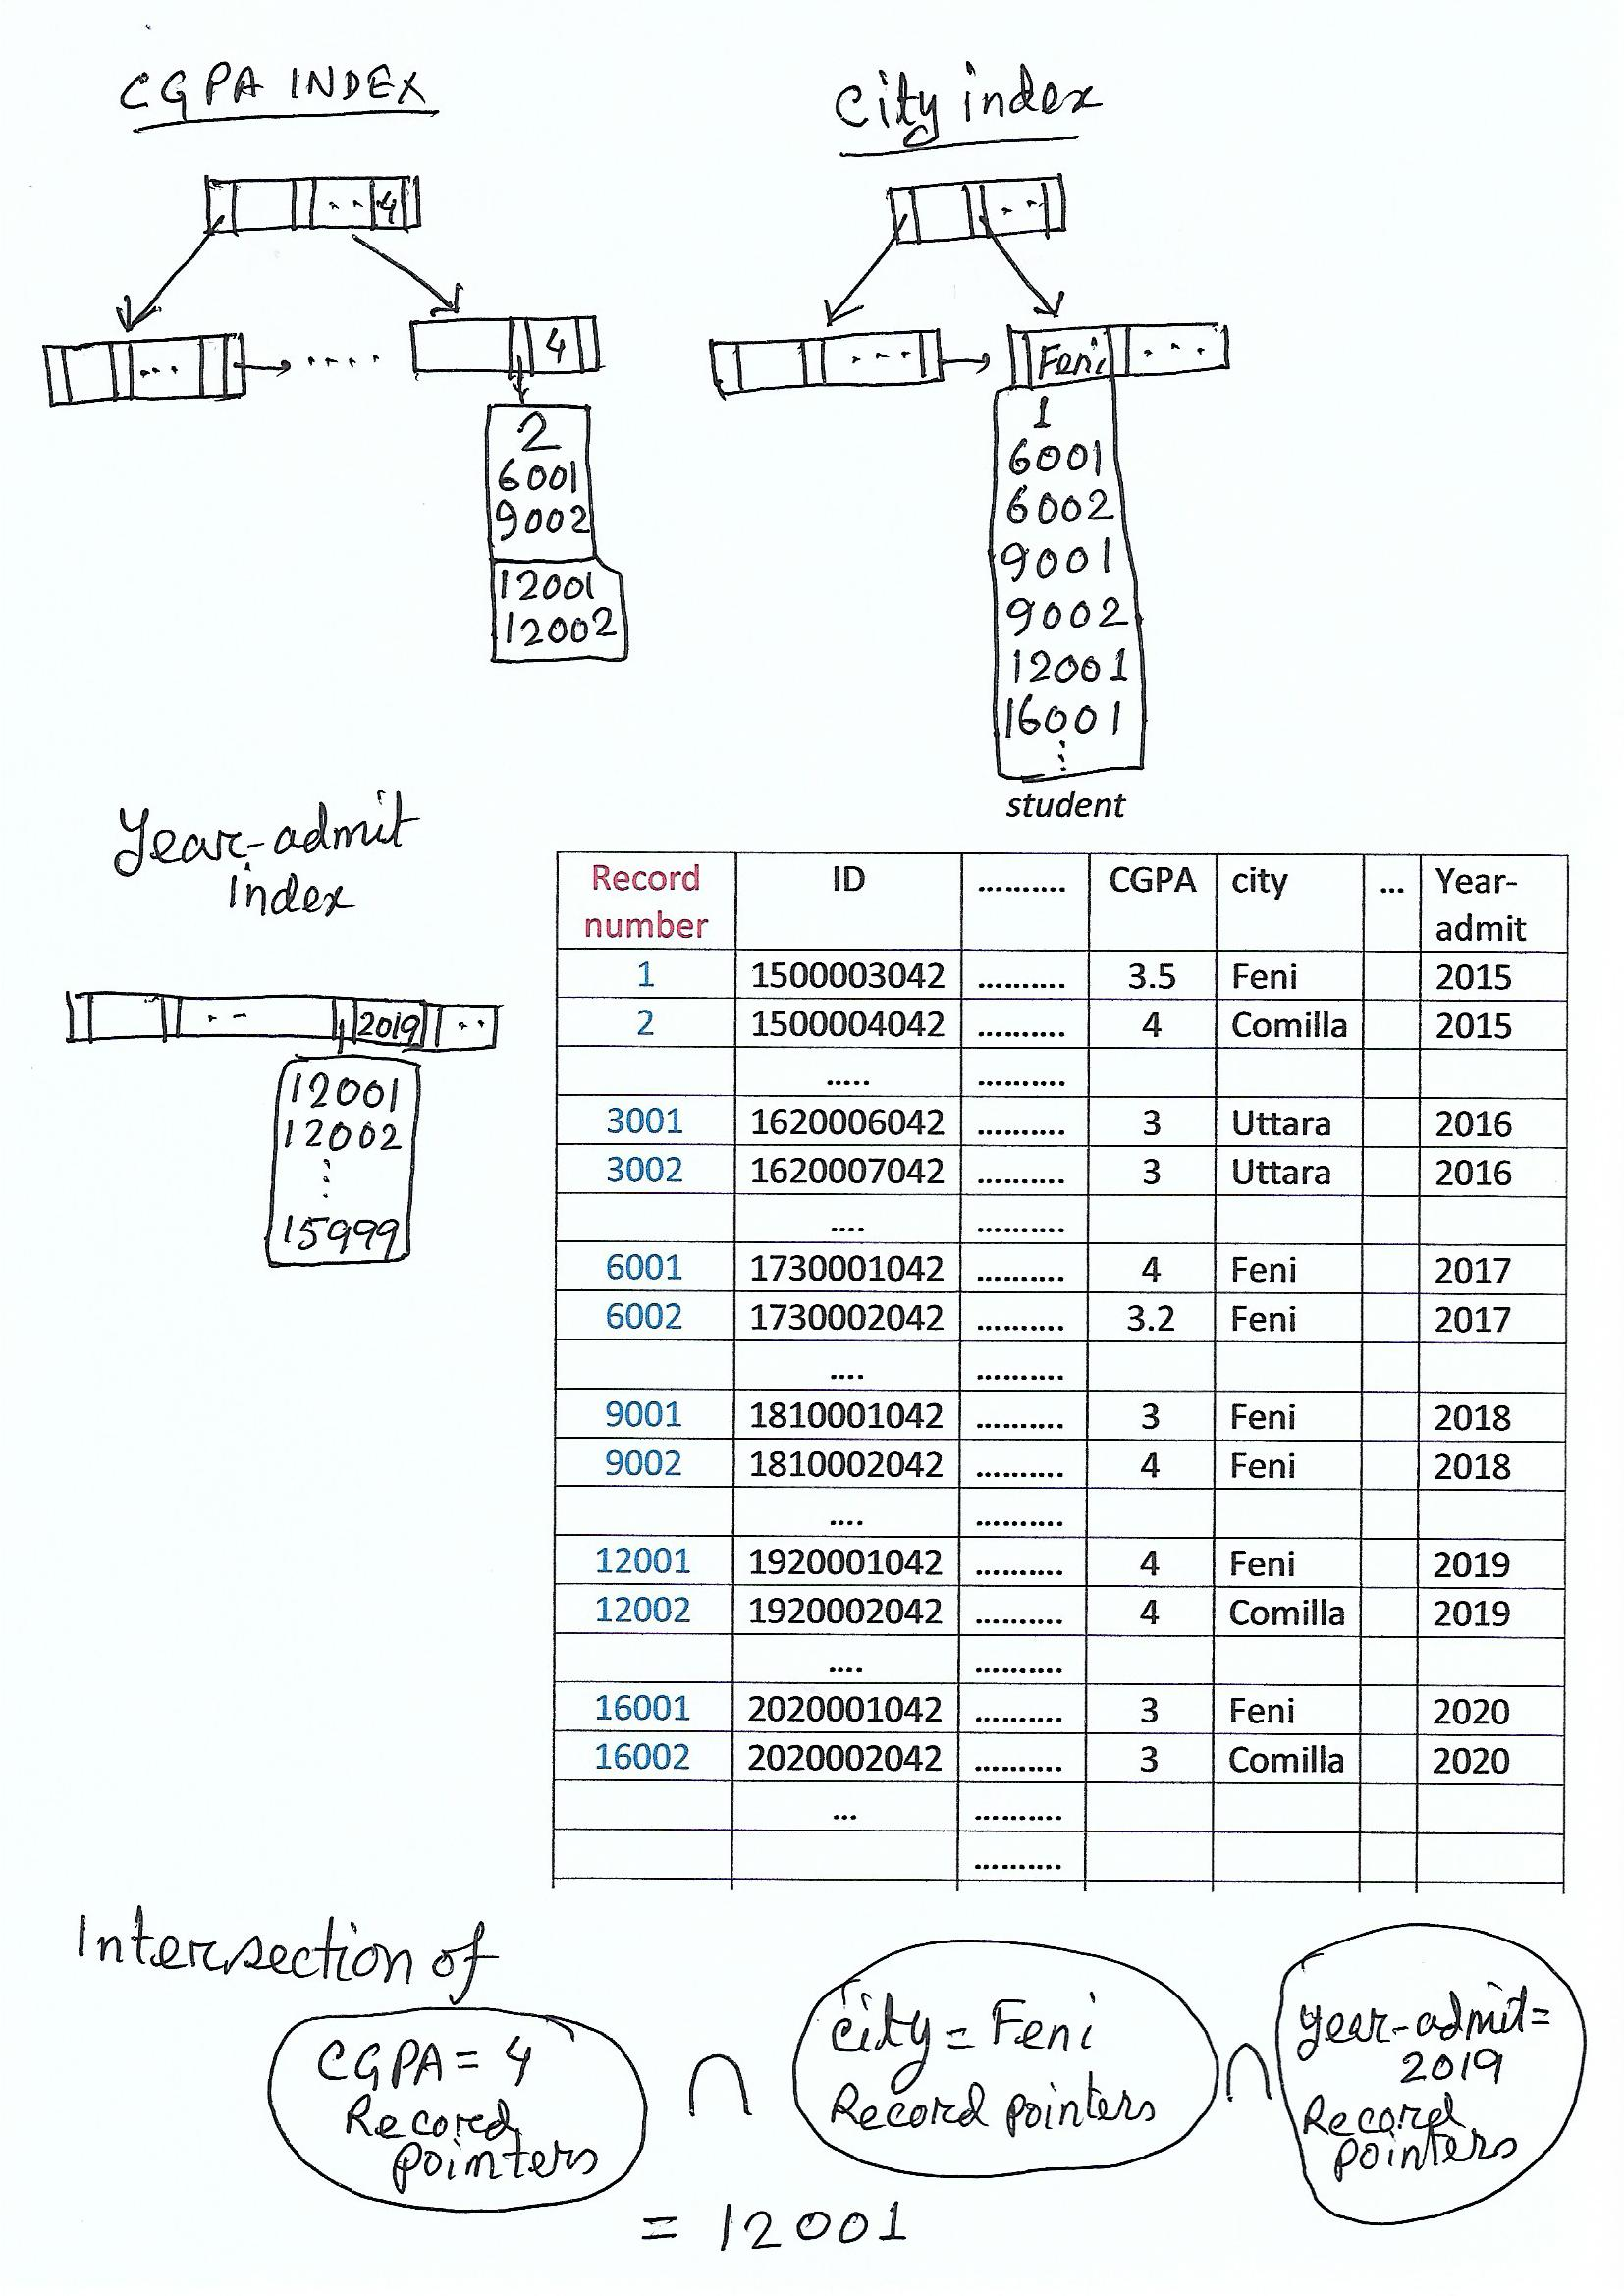 CGPA INDEX
City index
.. 4
..
... .... 4
... Feni ...
2
6001
9002
12001
12002
1
6001
6002
9001
9002
12001
16001
⋮
student
Year-admit
index
.. 2019 ..
12001
12002
⋮
15999
Record number ID .......... CGPA city ... Year-admit
1 1500003042 .......... 3.5 Feni 2015
2 1500004042 .......... 4 Comilla 2015
..... ..........
3001 1620006042 .......... 3 Uttara 2016
3002 1620007042 .......... 3 Uttara 2016
.... ..........
6001 1730001042 .......... 4 Feni 2017
6002 1730002042 .......... 3.2 Feni 2017
.... ..........
9001 1810001042 .......... 3 Feni 2018
9002 1810002042 .......... 4 Feni 2018
.... ..........
12001 1920001042 .......... 4 Feni 2019
12002 1920002042 .......... 4 Comilla 2019
.... ..........
16001 2020001042 .......... 3 Feni 2020
16002 2020002042 .......... 3 Comilla 2020
... ..........
..........
Intersection of
CGPA = 4
Record
pointers
∩
city = Feni
Record pointers
∩
year-admit =
2019
Record
pointers
= 12001